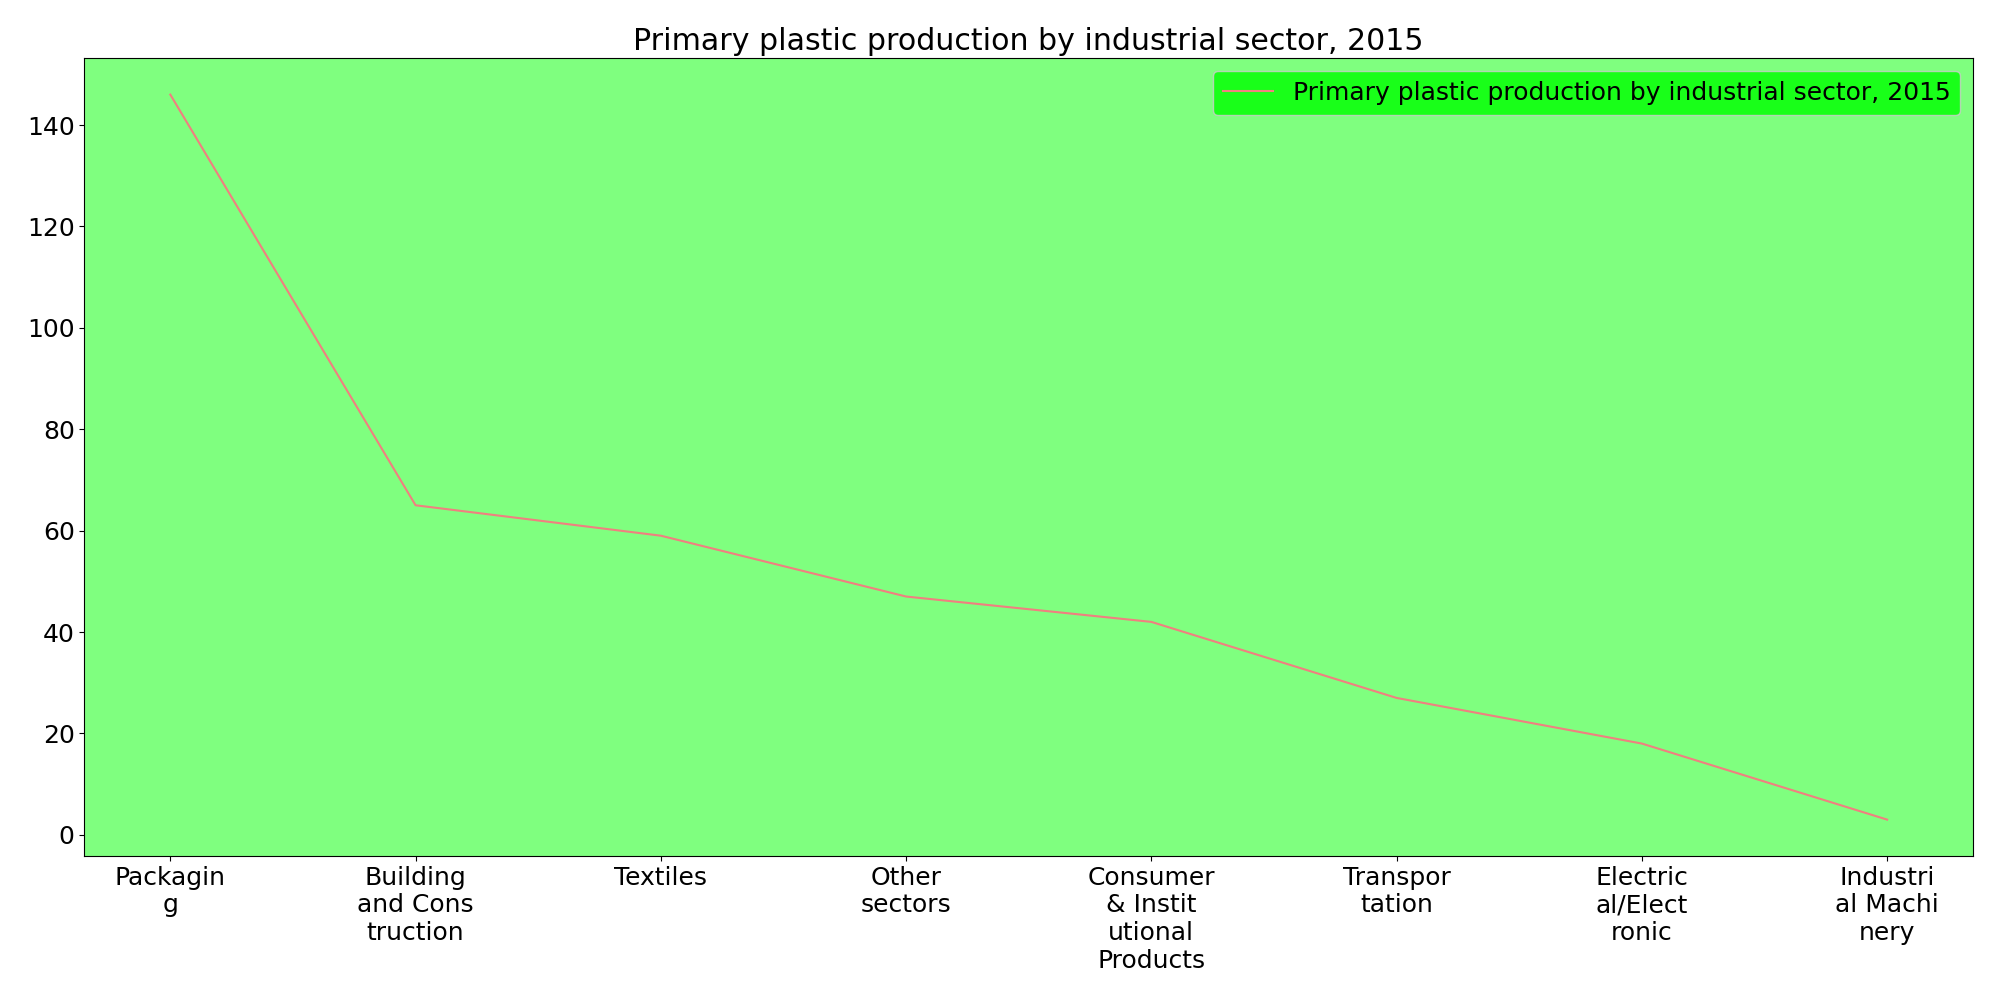 Primary plastic production by industrial sector, 2015
Primary plastic production by industrial sector, 2015
140
120
100
80
60
40
20
0
Packagin
g
Building
and Cons
truction
Textiles
Other
sectors
Consumer
& Instit
utional
Products
Transpor
tation
Electric
al/Elect
ronic
Industri
al Machi
nery